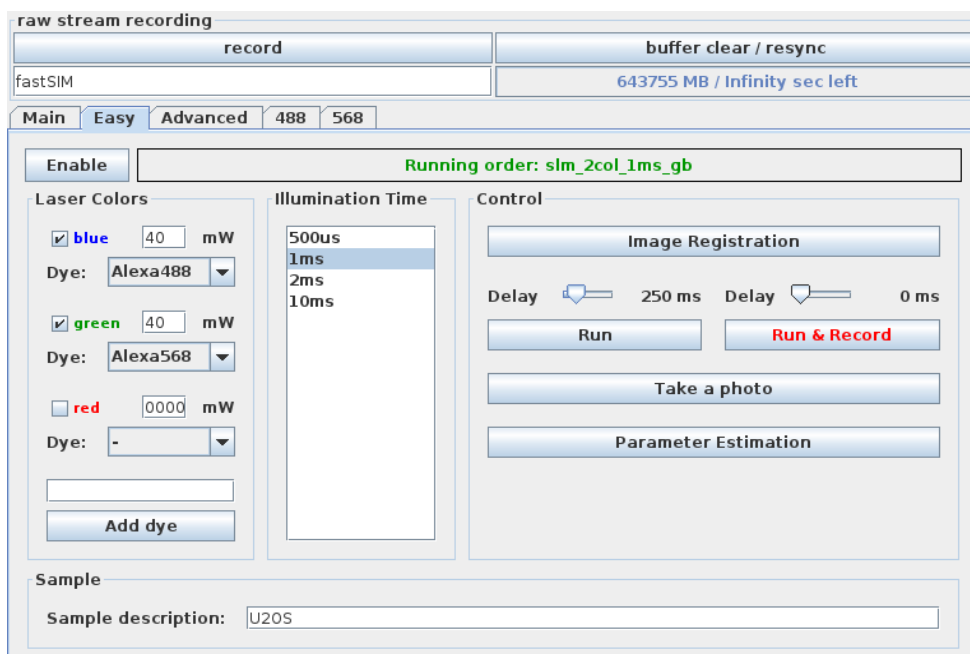 raw stream recording
record buffer clear / resync
fastSIM 643755 MB / Infinity sec left
Main Easy Advanced 488 568
Enable Running order: slm_2col_1ms_gb
Laser Colors
blue 40 mW
Dye: Alexa488
green 40 mW
Dye: Alexa568
red 0000 mW
Dye: -
Add dye
Illumination Time
500us
1ms
2ms
10ms
Control
Image Registration
Delay 250 ms Delay 0 ms
Run Run & Record
Take a photo
Parameter Estimation
Sample
Sample description: U2OS